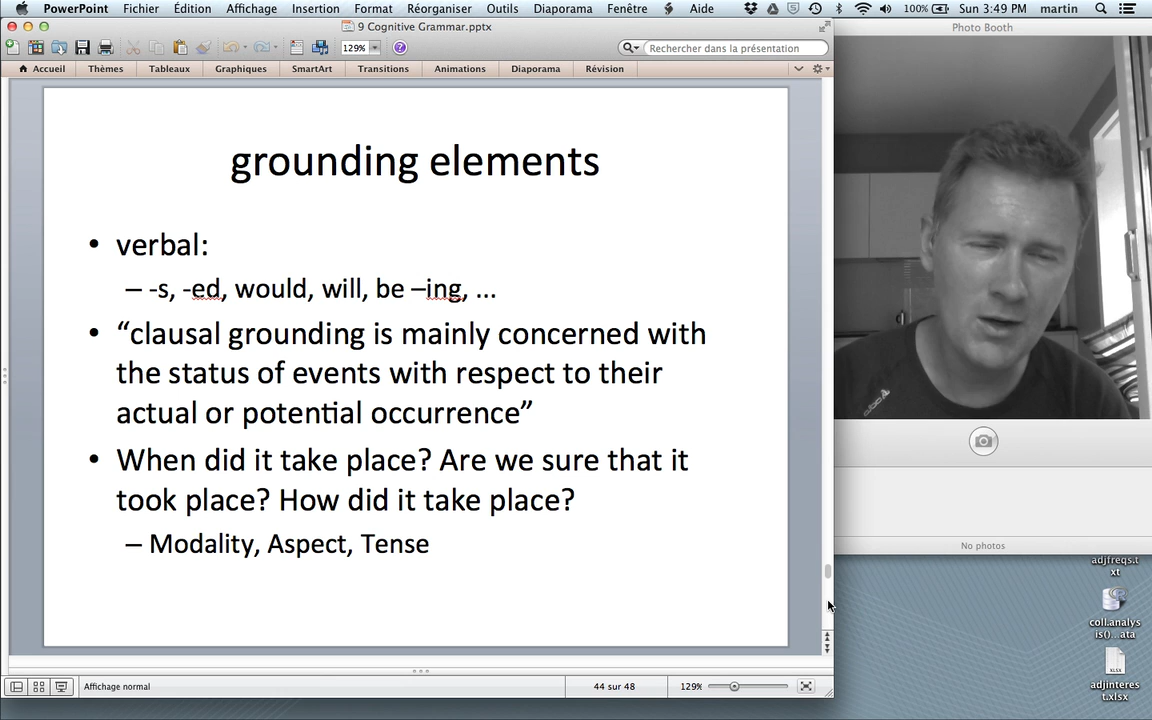 PowerPoint Fichier Édition Affichage Insertion Format Réorganiser Outils Diaporama Fenêtre Aide 100% Sun 3:49 PM martin
9 Cognitive Grammar.pptx
129% Rechercher dans la présentation
Accueil Thèmes Tableaux Graphiques SmartArt Transitions Animations Diaporama Révision
grounding elements
• verbal:
– -s, -ed, would, will, be –ing, ...
• “clausal grounding is mainly concerned with
the status of events with respect to their
actual or potential occurrence”
• When did it take place? Are we sure that it
took place? How did it take place?
– Modality, Aspect, Tense
Affichage normal 44 sur 48 129%
Photo Booth
No photos
adjfreqs.t
xt
coll.analy
sis()...ata
adjinteres
t.xlsx